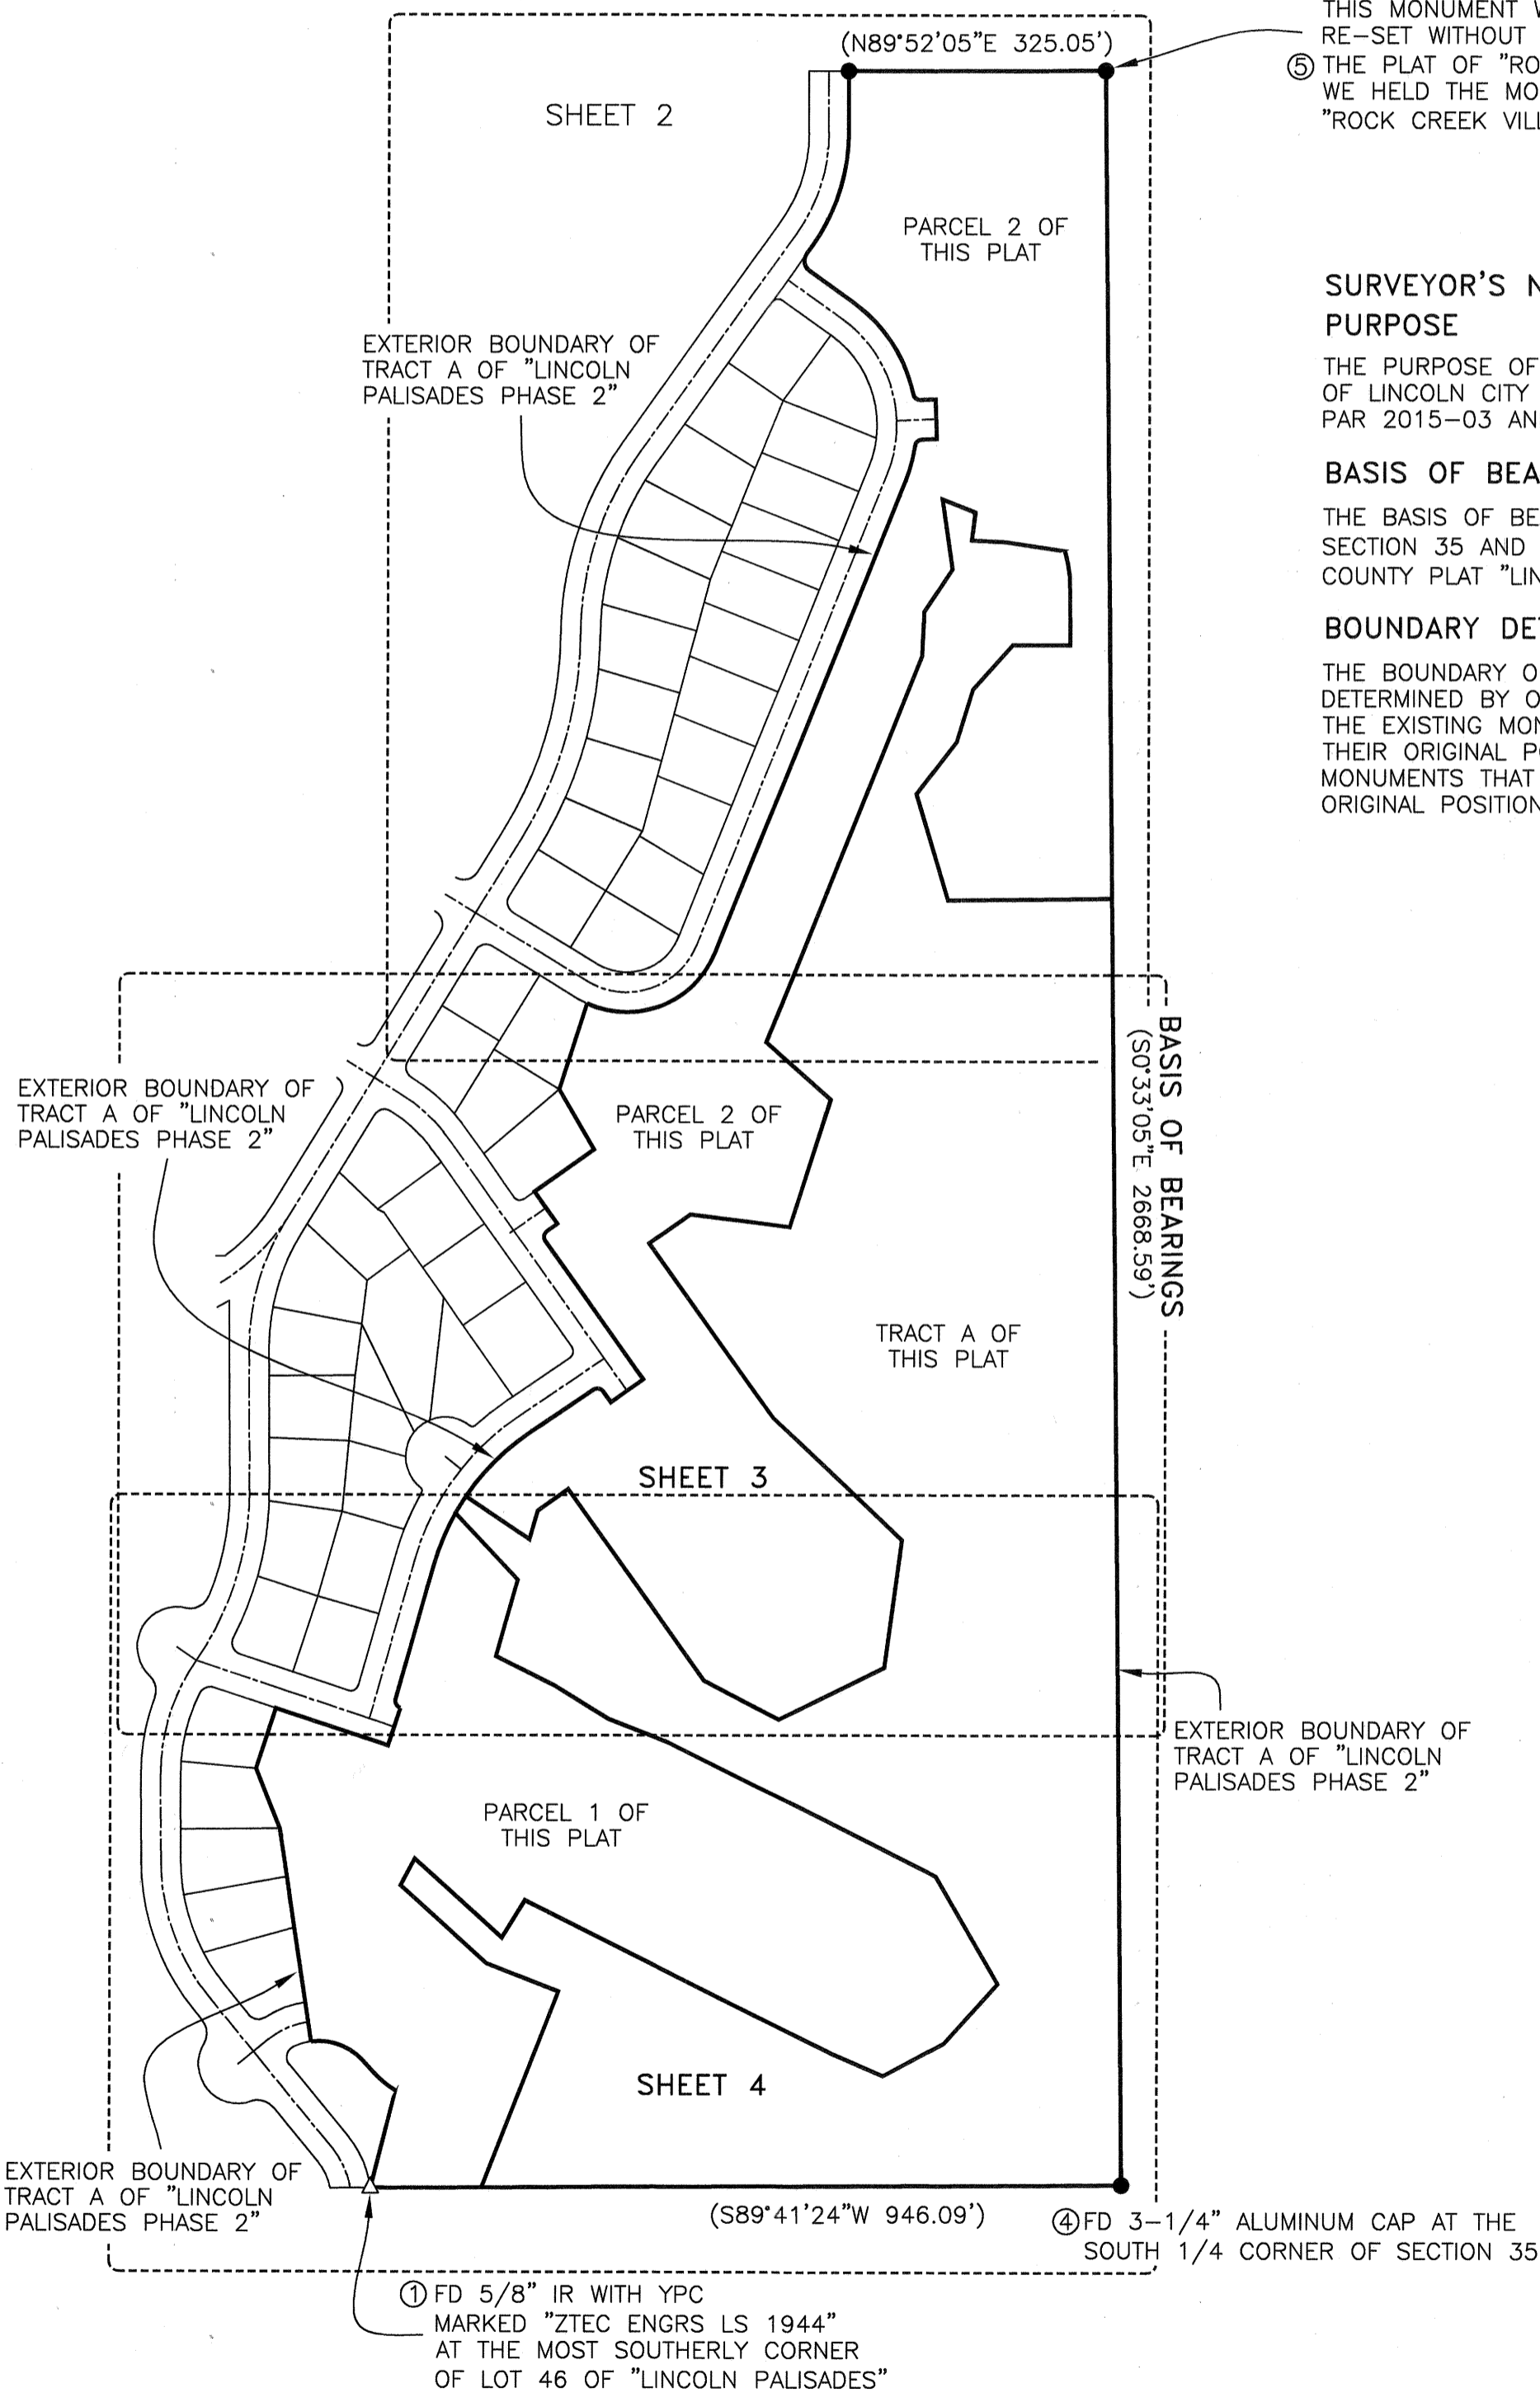 THIS MONUMENT W
RE-SET WITHOUT
⑤ THE PLAT OF "RO
WE HELD THE MO
"ROCK CREEK VILL
(N89°52'05"E 325.05')
SHEET 2
PARCEL 2 OF
THIS PLAT
SURVEYOR'S N
PURPOSE
THE PURPOSE OF
OF LINCOLN CITY
PAR 2015-03 AN
BASIS OF BEA
THE BASIS OF BE
SECTION 35 AND
COUNTY PLAT "LIN
BOUNDARY DE
THE BOUNDARY O
DETERMINED BY O
THE EXISTING MON
THEIR ORIGINAL PO
MONUMENTS THAT
ORIGINAL POSITION
EXTERIOR BOUNDARY OF
TRACT A OF "LINCOLN
PALISADES PHASE 2"
BASIS OF BEARINGS
(S0°33'05"E 2668.59')
EXTERIOR BOUNDARY OF
TRACT A OF "LINCOLN
PALISADES PHASE 2"
PARCEL 2 OF
THIS PLAT
TRACT A OF
THIS PLAT
SHEET 3
EXTERIOR BOUNDARY OF
TRACT A OF "LINCOLN
PALISADES PHASE 2"
PARCEL 1 OF
THIS PLAT
SHEET 4
EXTERIOR BOUNDARY OF
TRACT A OF "LINCOLN
PALISADES PHASE 2"
(S89°41'24"W 946.09')
④ FD 3-1/4" ALUMINUM CAP AT THE
SOUTH 1/4 CORNER OF SECTION 35
① FD 5/8" IR WITH YPC
MARKED "ZTEC ENGRS LS 1944"
AT THE MOST SOUTHERLY CORNER
OF LOT 46 OF "LINCOLN PALISADES"